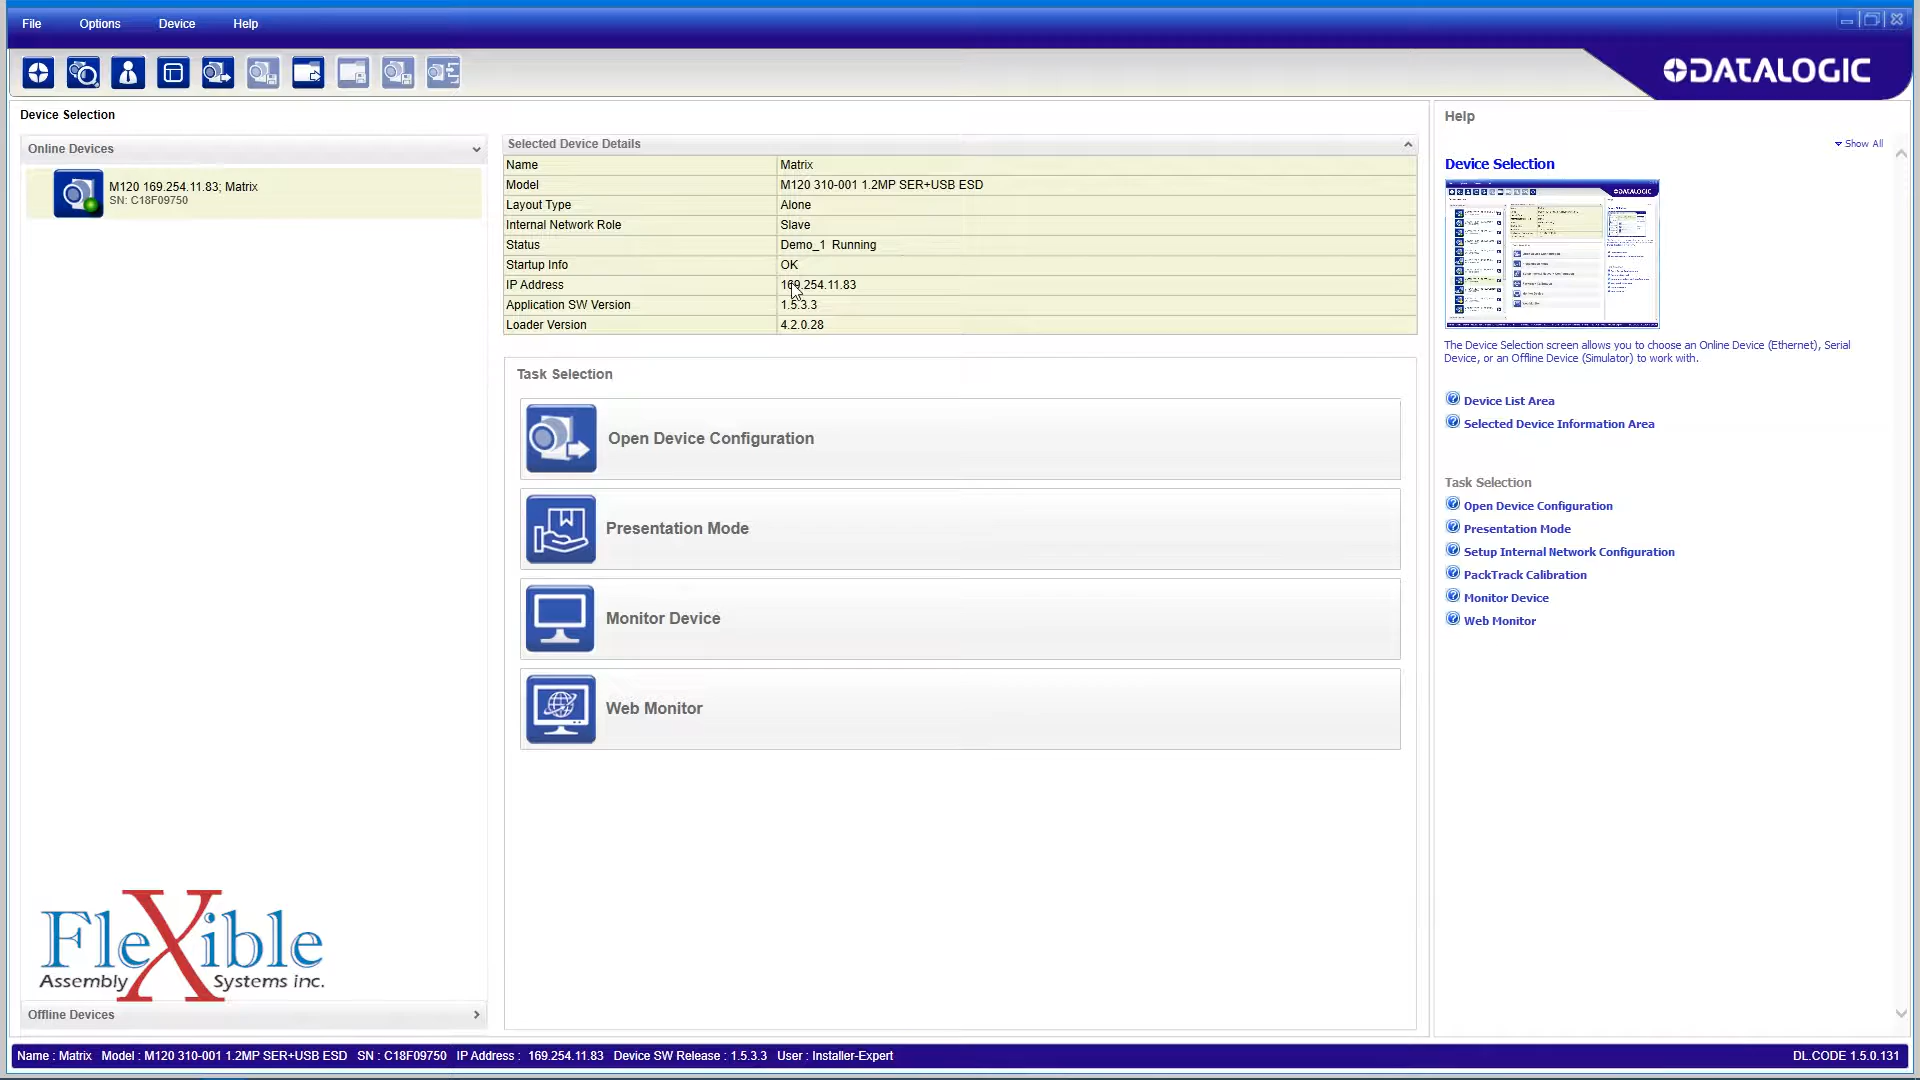 File Options Device Help
DATALOGIC
Device Selection
Online Devices
M120 169.254.11.83; Matrix
SN: C18F09750
Selected Device Details
Name Matrix
Model M120 310-001 1.2MP SER+USB ESD
Layout Type Alone
Internal Network Role Slave
Status Demo_1 Running
Startup Info OK
IP Address 169.254.11.83
Application SW Version 1.5.3.3
Loader Version 4.2.0.28
Task Selection
Open Device Configuration
Presentation Mode
Monitor Device
Web Monitor
Help
Show All
Device Selection
The Device Selection screen allows you to choose an Online Device (Ethernet), Serial
Device, or an Offline Device (Simulator) to work with.
Device List Area
Selected Device Information Area
Task Selection
Open Device Configuration
Presentation Mode
Setup Internal Network Configuration
PackTrack Calibration
Monitor Device
Web Monitor
FleXible
Assembly Systems inc.
Offline Devices
Name : Matrix Model : M120 310-001 1.2MP SER+USB ESD SN : C18F09750 IP Address : 169.254.11.83 Device SW Release : 1.5.3.3 User : Installer-Expert
DL.CODE 1.5.0.131